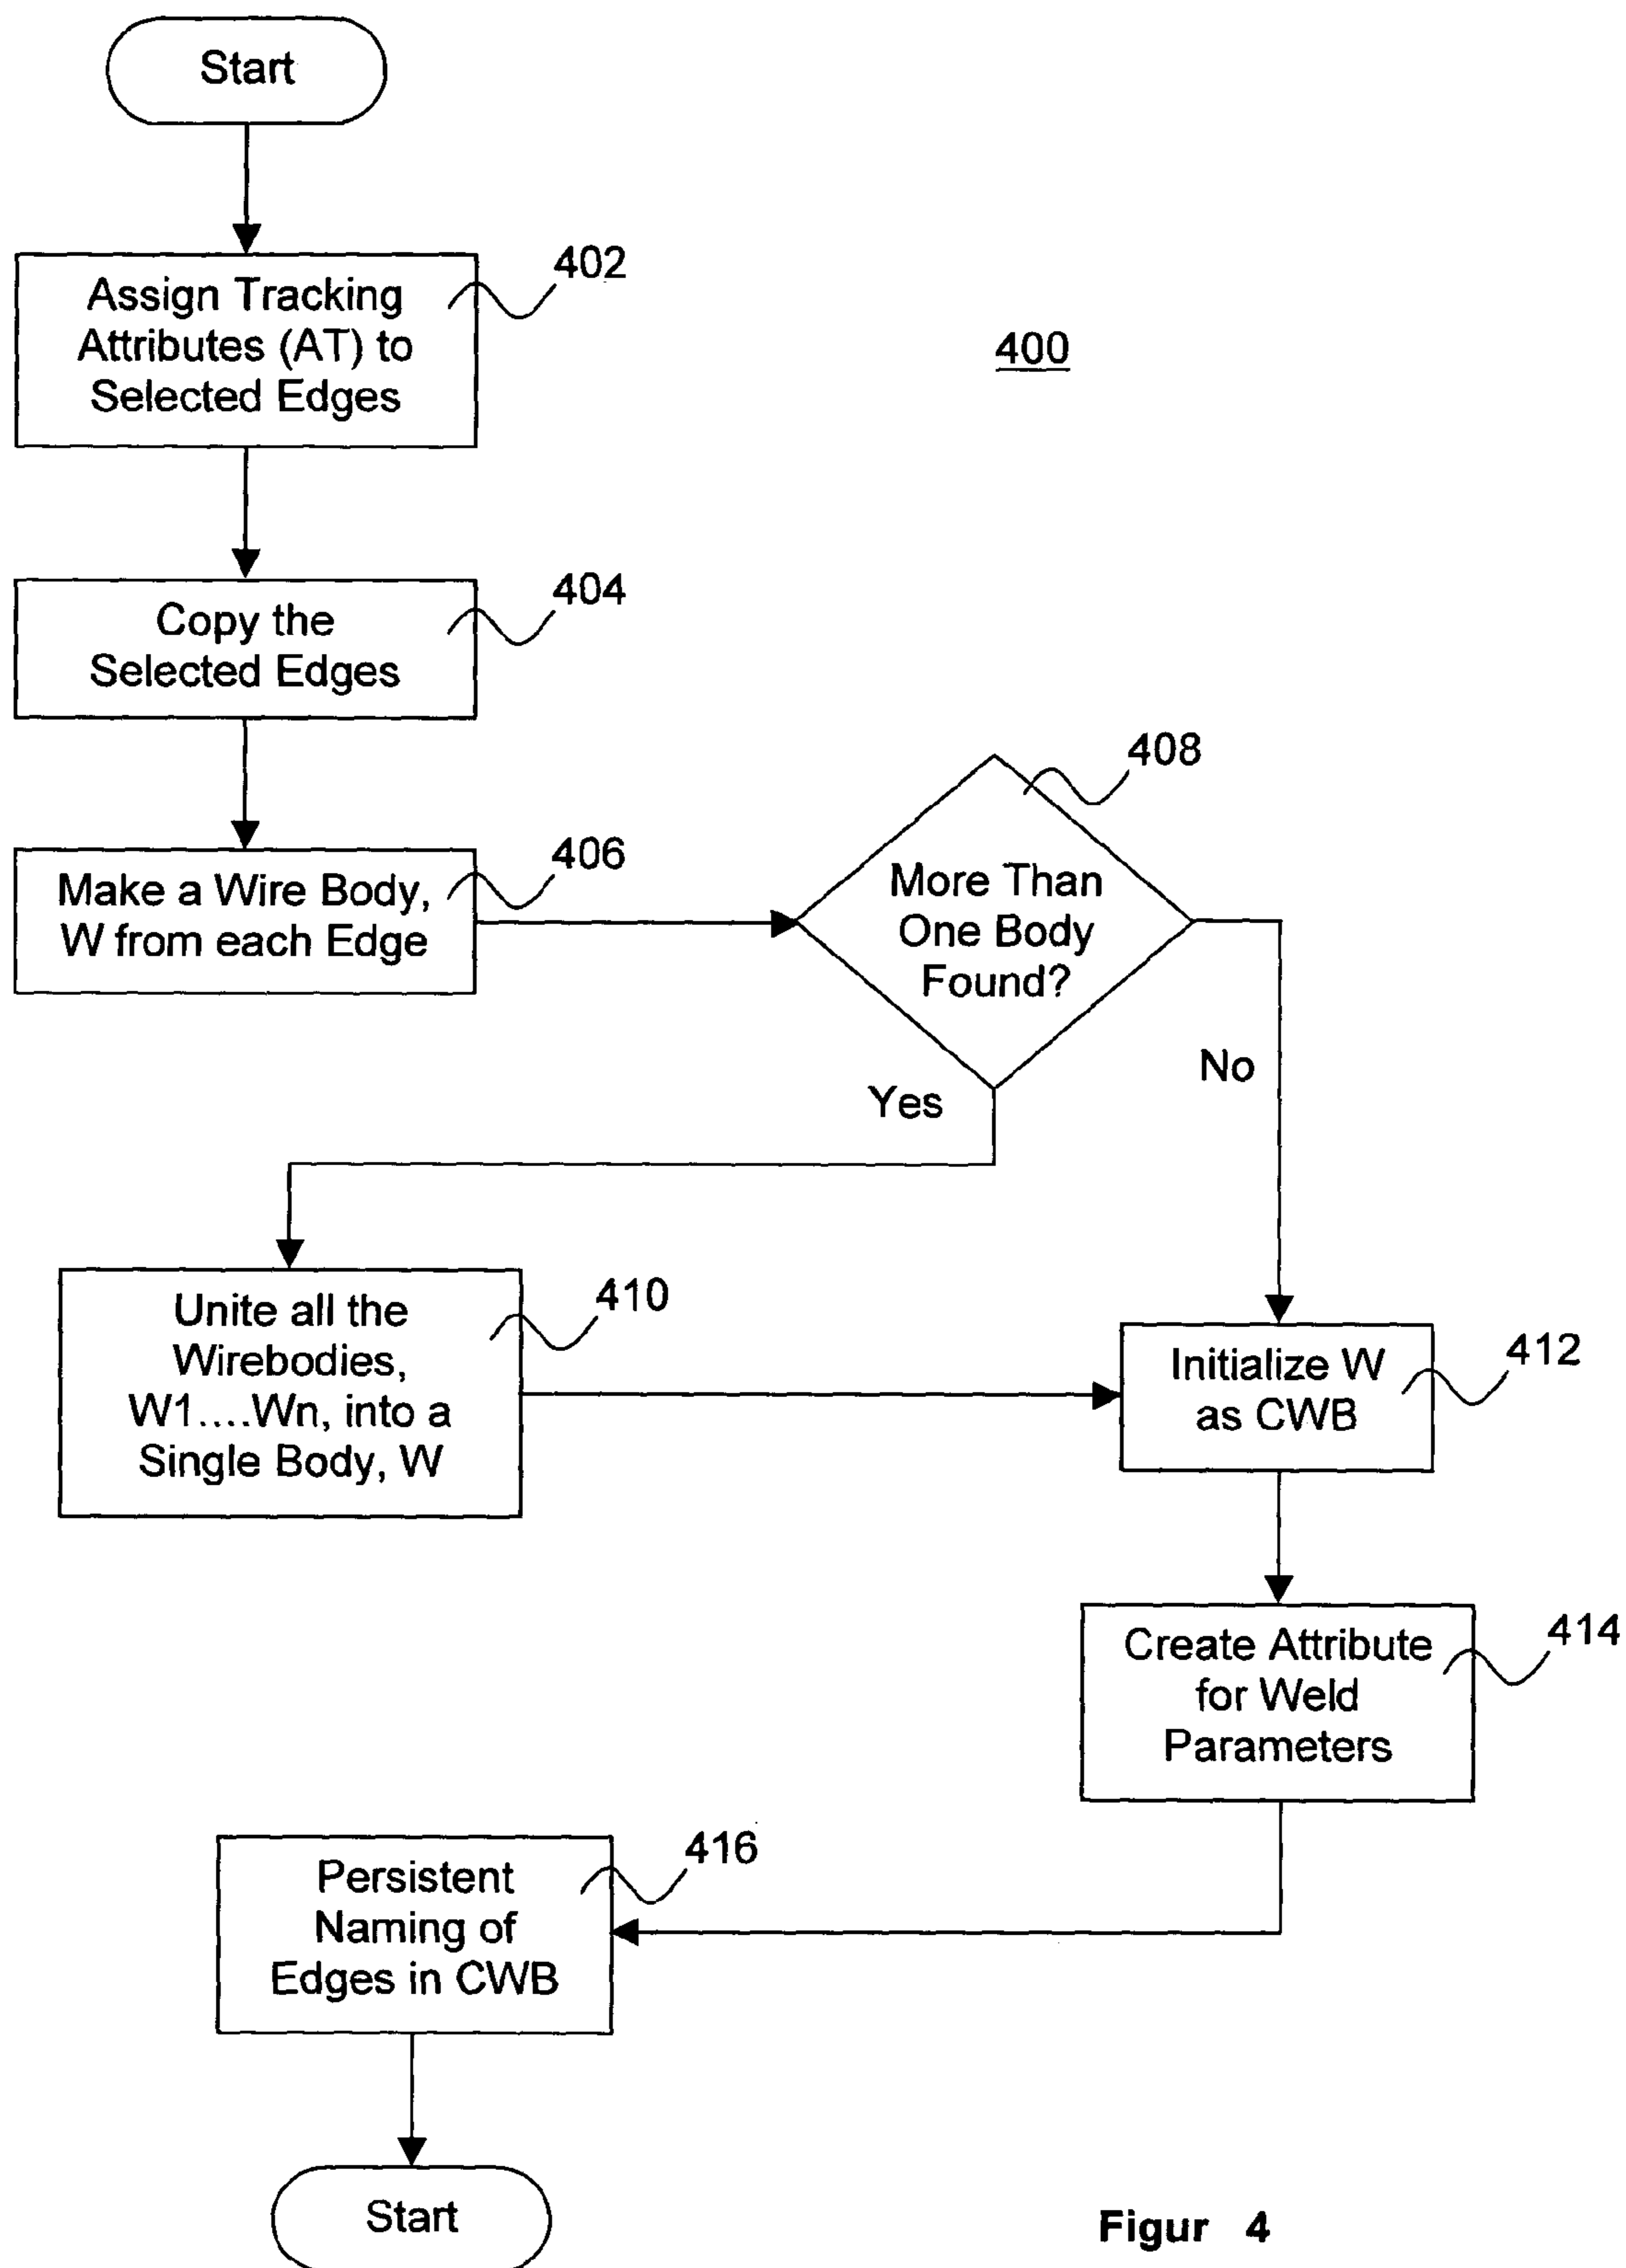 Start
402
Assign Tracking
Attributes (AT) to
Selected Edges
400
404
Copy the
Selected Edges
408
406
Make a Wire Body,
W from each Edge
More Than
One Body
Found?
No
Yes
410
Unite all the
Wirebodies,
W1....Wn, into a
Single Body, W
412
Initialize W
as CWB
414
Create Attribute
for Weld
Parameters
416
Persistent
Naming of
Edges in CWB
Start
Figur 4